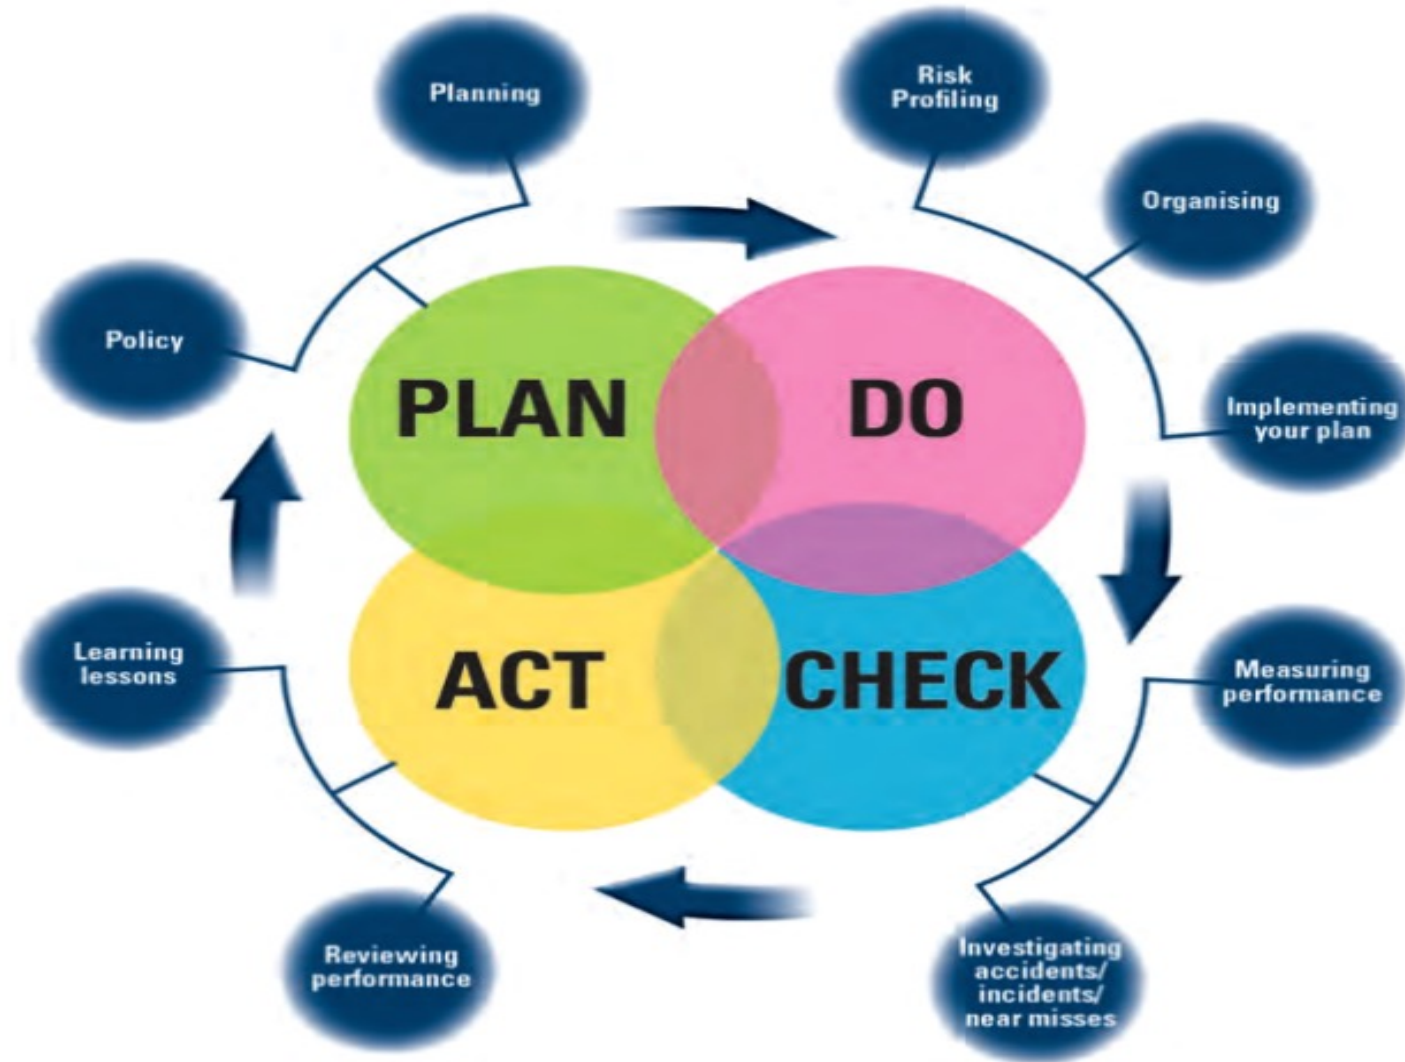 Planning
Risk
Profiling
Organising
Policy
Implementing
your plan
PLAN
DO
ACT
CHECK
Learning
lessons
Measuring
performance
Reviewing
performance
Investigating
accidents/
incidents/
near misses